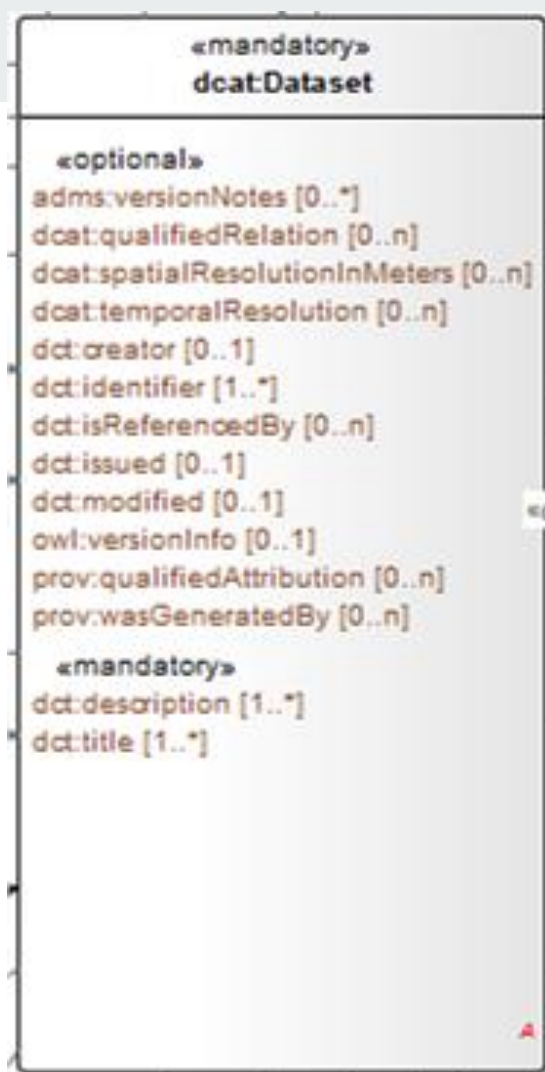 «mandatory»
dcat:Dataset
«optional»
adms:versionNotes [0..*]
dcat:qualifiedRelation [0..n]
dcat:spatialResolutionInMeters [0..n]
dcat:temporalResolution [0..n]
dct:creator [0..1]
dct:identifier [1..*]
dct:isReferencedBy [0..n]
dct:issued [0..1]
dct:modified [0..1]
owl:versionInfo [0..1]
prov:qualifiedAttribution [0..n]
prov:wasGeneratedBy [0..n]
«mandatory»
dct:description [1..*]
dct:title [1..*]
A